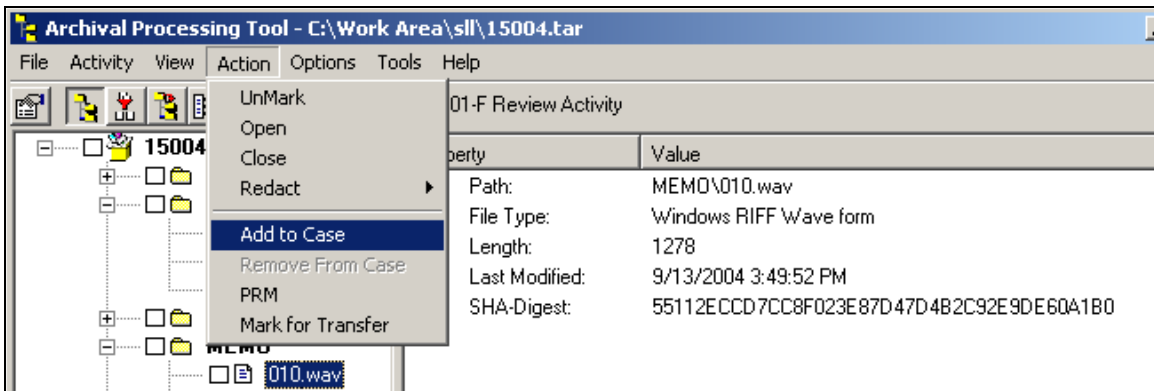 Archival Processing Tool - C:\Work Area\sll\15004.tar
File Activity View Action Options Tools Help
01-F Review Activity
UnMark
Open
Close
Redact
Add to Case
Remove From Case
PRM
Mark for Transfer
15004
MEMO
010.wav
perty Value
Path: MEMO\010.wav
File Type: Windows RIFF Wave form
Length: 1278
Last Modified: 9/13/2004 3:49:52 PM
SHA-Digest: 55112ECCD7CC8F023E87D47D4B2C92E9DE60A1B0